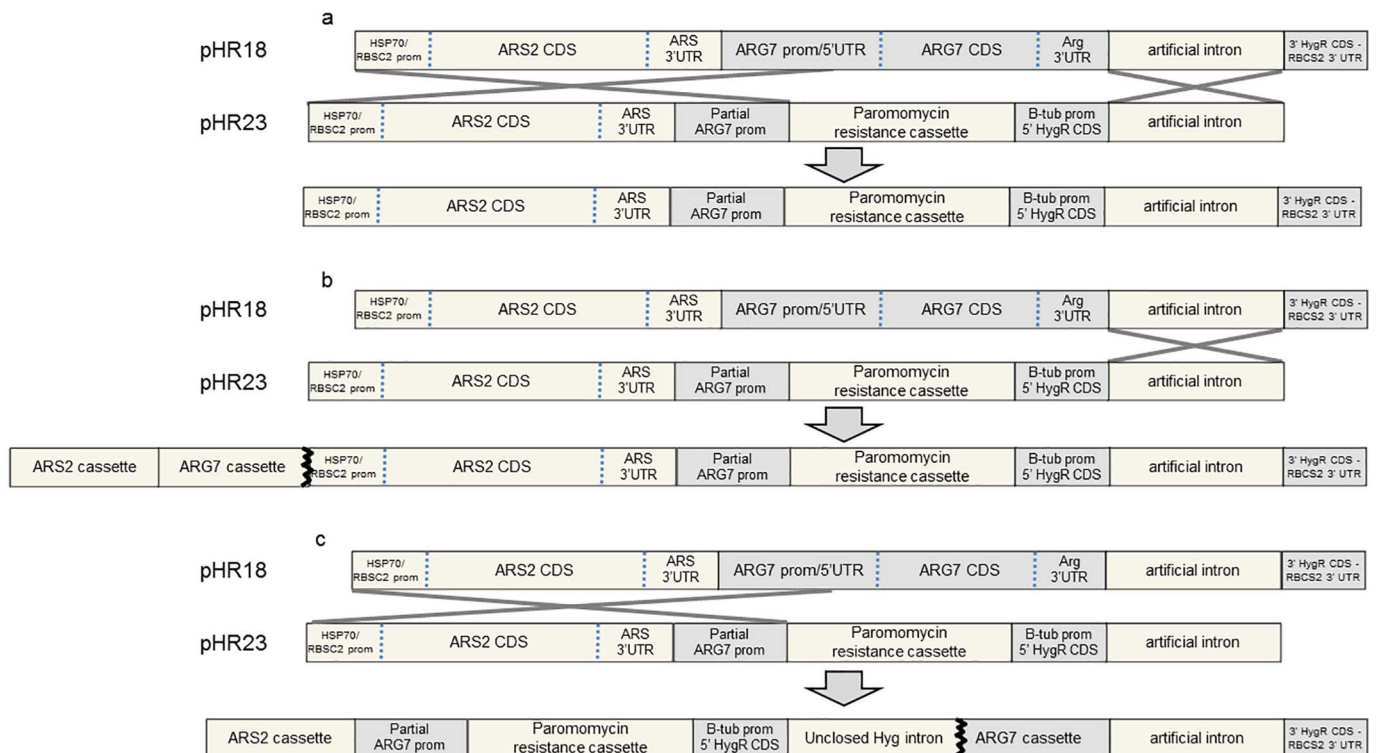 a
pHR18
HSP70/
RBSC2 prom
ARS2 CDS
ARS
3'UTR
ARG7 prom/5'UTR
ARG7 CDS
Arg
3'UTR
artificial intron
3' HygR CDS -
RBCS2 3' UTR
pHR23
HSP70/
RBSC2 prom
ARS2 CDS
ARS
3'UTR
Partial
ARG7 prom
Paromomycin
resistance cassette
B-tub prom
5' HygR CDS
artificial intron
HSP70/
RBSC2 prom
ARS2 CDS
ARS
3'UTR
Partial
ARG7 prom
Paromomycin
resistance cassette
B-tub prom
5' HygR CDS
artificial intron
3' HygR CDS -
RBCS2 3' UTR
b
pHR18
HSP70/
RBSC2 prom
ARS2 CDS
ARS
3'UTR
ARG7 prom/5'UTR
ARG7 CDS
Arg
3'UTR
artificial intron
3' HygR CDS -
RBCS2 3' UTR
pHR23
HSP70/
RBSC2 prom
ARS2 CDS
ARS
3'UTR
Partial
ARG7 prom
Paromomycin
resistance cassette
B-tub prom
5' HygR CDS
artificial intron
ARS2 cassette
ARG7 cassette
HSP70/
RBSC2 prom
ARS2 CDS
ARS
3'UTR
Partial
ARG7 prom
Paromomycin
resistance cassette
B-tub prom
5' HygR CDS
artificial intron
3' HygR CDS -
RBCS2 3' UTR
c
pHR18
HSP70/
RBSC2 prom
ARS2 CDS
ARS
3'UTR
ARG7 prom/5'UTR
ARG7 CDS
Arg
3'UTR
artificial intron
3' HygR CDS -
RBCS2 3' UTR
pHR23
HSP70/
RBSC2 prom
ARS2 CDS
ARS
3'UTR
Partial
ARG7 prom
Paromomycin
resistance cassette
B-tub prom
5' HygR CDS
artificial intron
ARS2 cassette
Partial
ARG7 prom
Paromomycin
resistance cassette
B-tub prom
5' HygR CDS
Unclosed Hyg intron
ARG7 cassette
artificial intron
3' HygR CDS -
RBCS2 3' UTR